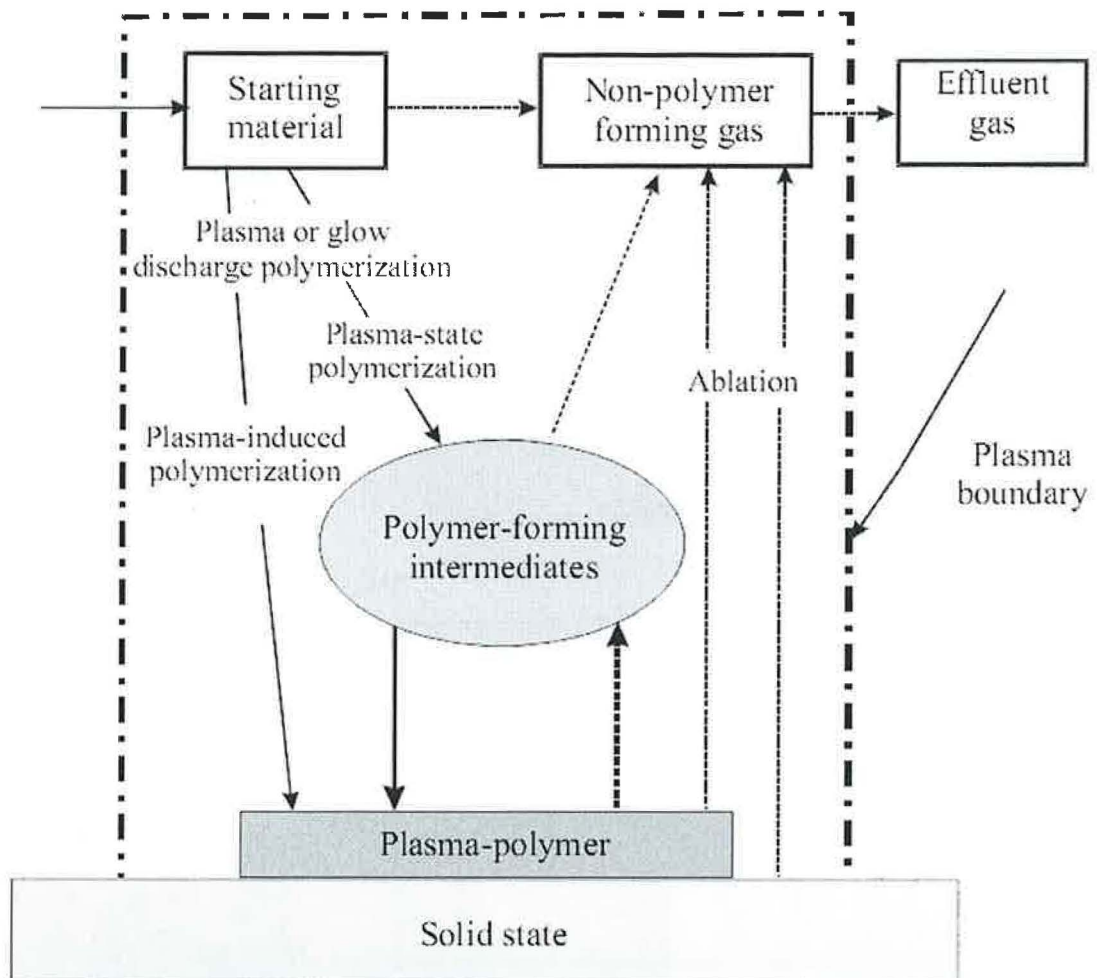 Starting
material
Non-polymer
forming gas
Effluent
gas
Plasma or glow
discharge polymerization
Plasma-state
polymerization
Ablation
Plasma-induced
polymerization
Plasma
boundary
Polymer-forming
intermediates
Plasma-polymer
Solid state